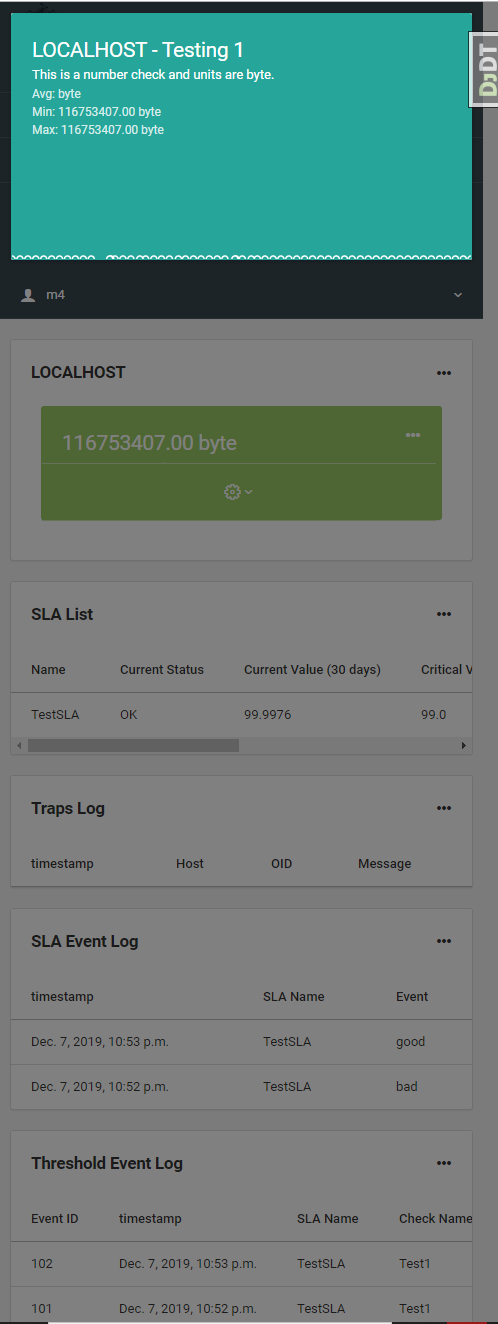 LOCALHOST - Testing 1
This is a number check and units are byte.
Avg: byte
Min: 116753407.00 byte
Max: 116753407.00 byte
DjDT
m4
LOCALHOST
116753407.00 byte
SLA List
Name Current Status Current Value (30 days) Critical V
TestSLA OK 99.9976 99.0
Traps Log
timestamp Host OID Message
SLA Event Log
timestamp SLA Name Event
Dec. 7, 2019, 10:53 p.m. TestSLA good
Dec. 7, 2019, 10:52 p.m. TestSLA bad
Threshold Event Log
Event ID timestamp SLA Name Check Name
102 Dec. 7, 2019, 10:53 p.m. TestSLA Test1
101 Dec. 7, 2019, 10:52 p.m. TestSLA Test1